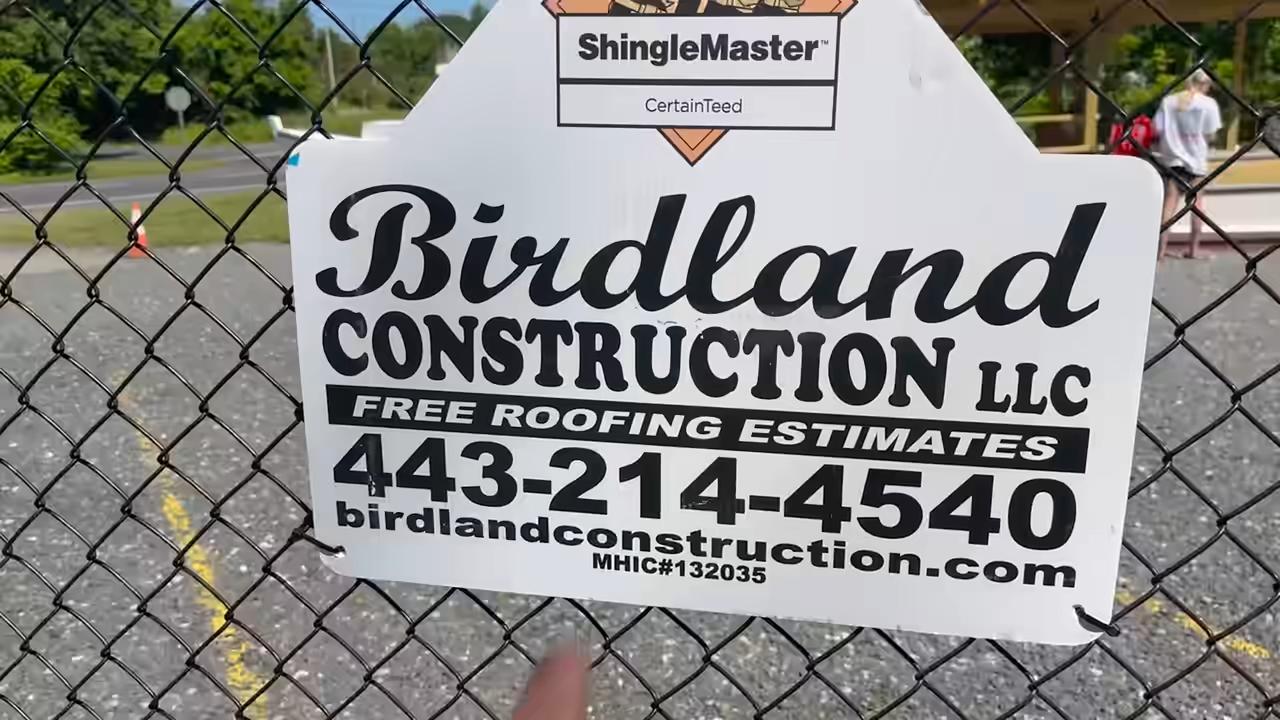 ShingleMaster™
CertainTeed
Birdland
CONSTRUCTION LLC
FREE ROOFING ESTIMATES
443-214-4540
birdlandconstruction.com
MHIC#132035